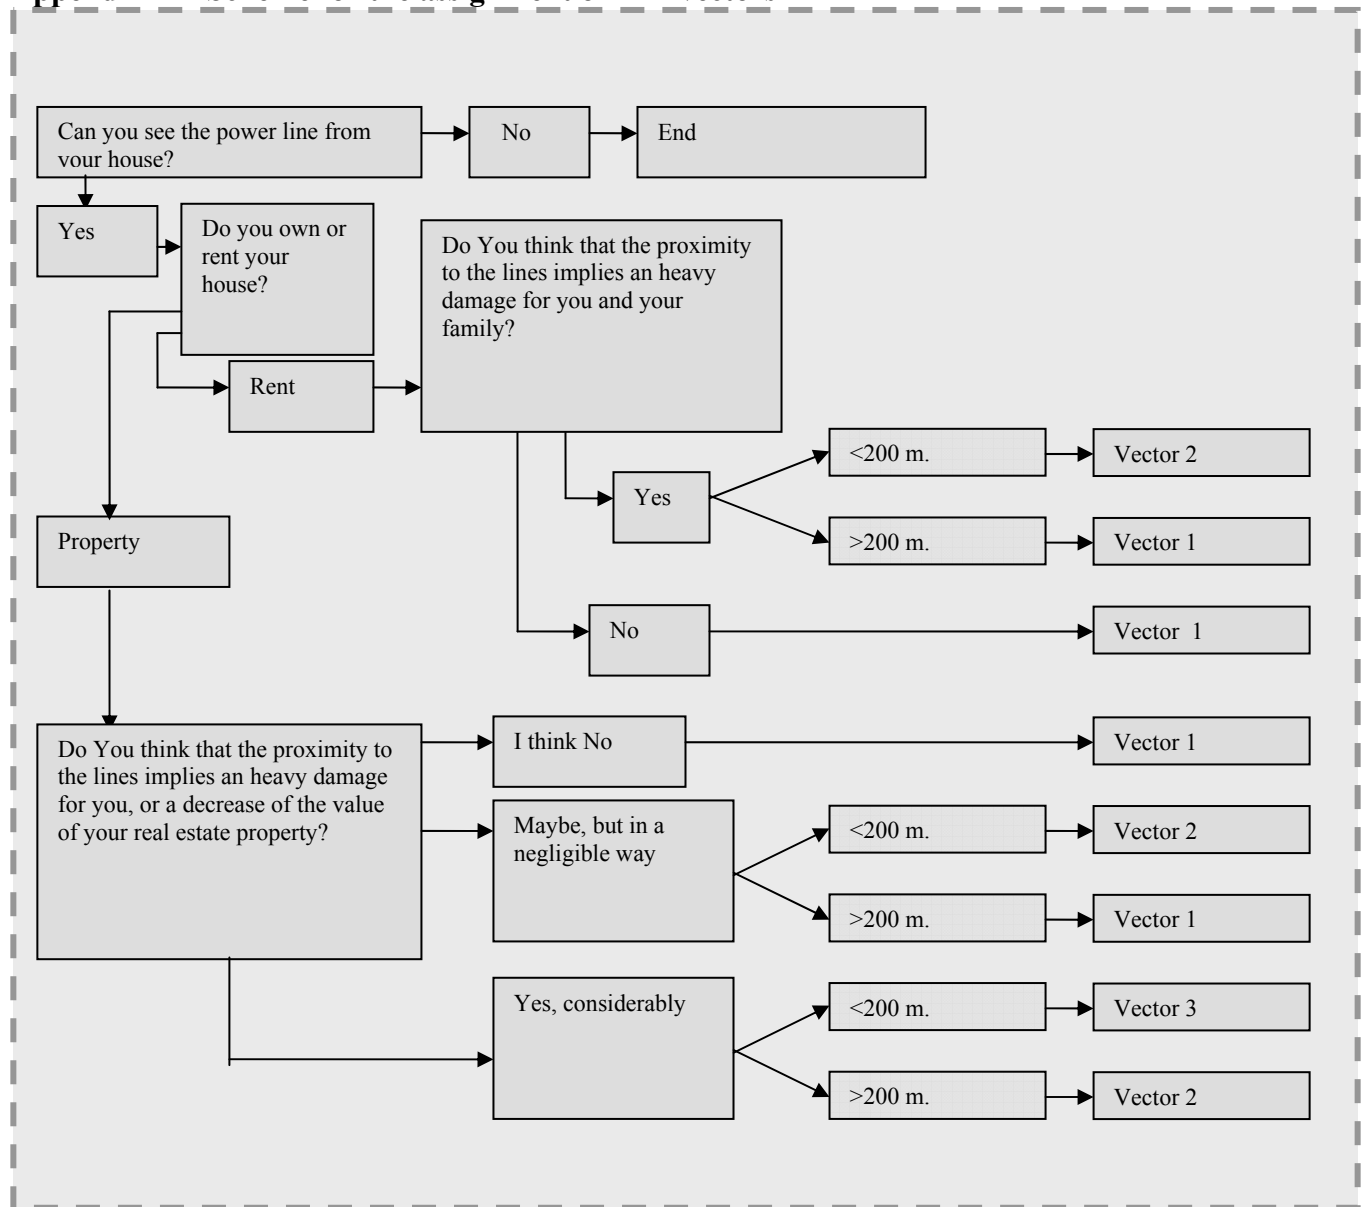 Can you see the power line from
your house?
No
End
Yes
Do you own or
rent your
house?
Do You think that the proximity
to the lines implies an heavy
damage for you and your
family?
Rent
<200 m.
Vector 2
Yes
>200 m.
Vector 1
Property
No
Vector 1
Do You think that the proximity to
the lines implies an heavy damage
for you, or a decrease of the value
of your real estate property?
I think No
Vector 1
Maybe, but in a
negligible way
<200 m.
Vector 2
>200 m.
Vector 1
Yes, considerably
<200 m.
Vector 3
>200 m.
Vector 2